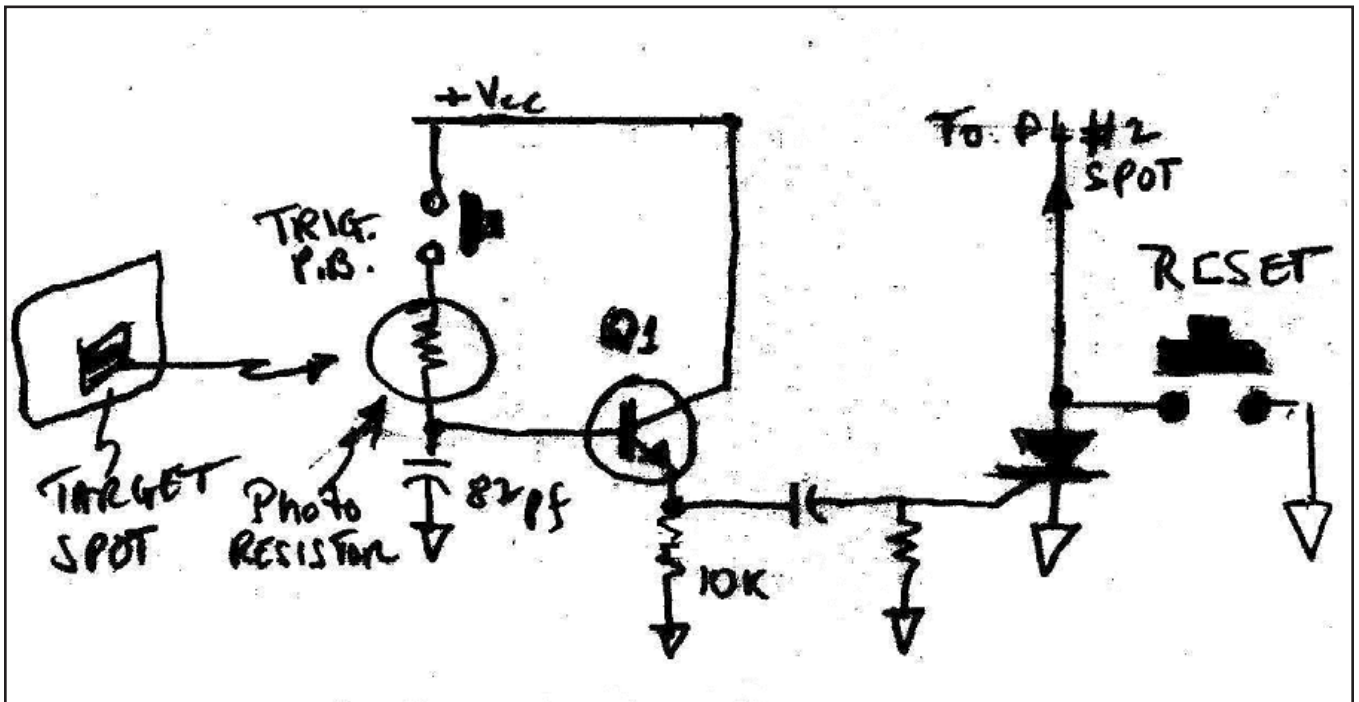 +Vcc
To. P4 #2
SPOT
TRIG.
P.B.
RESET
Q1
TARGET
SPOT
Photo
RESISTOR
82pf
10K